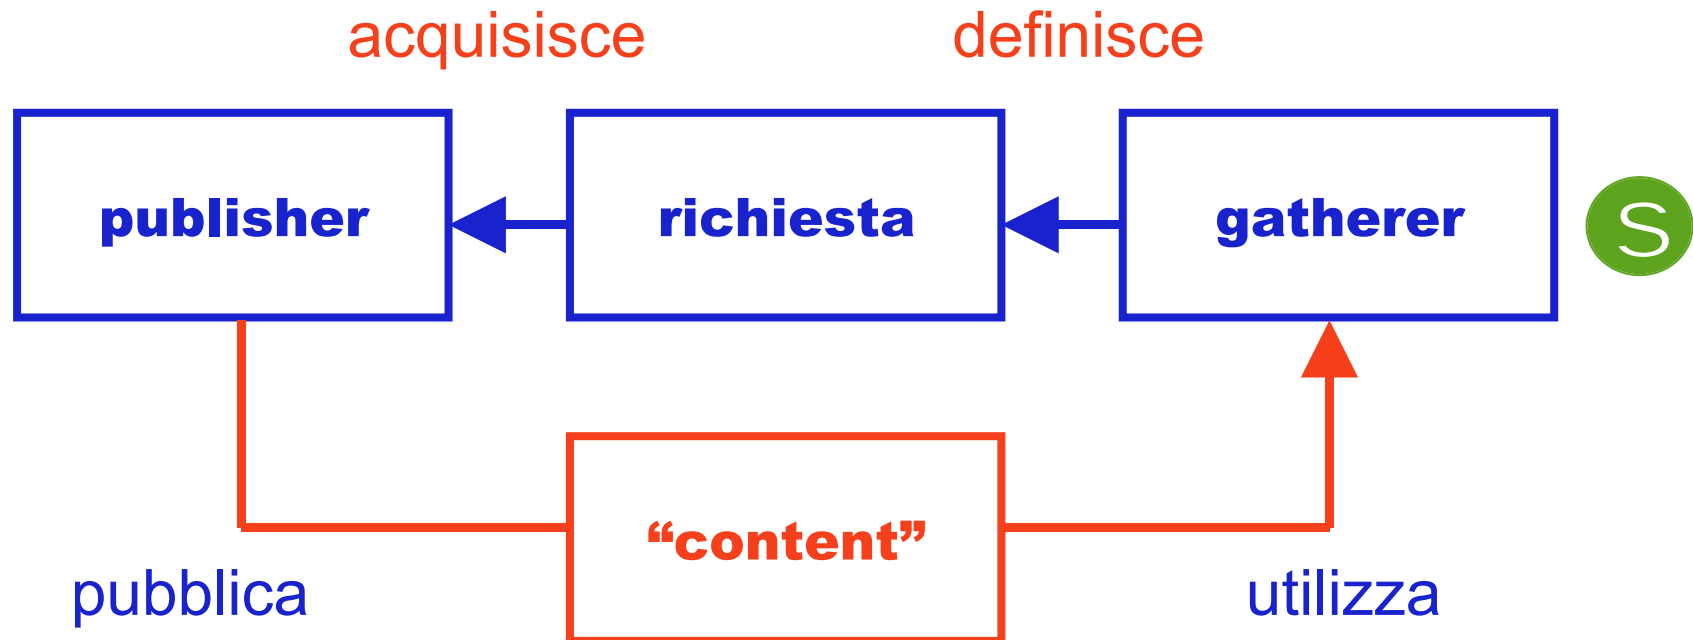 acquisisce definisce
publisher richiesta gatherer S
“content”
pubblica utilizza